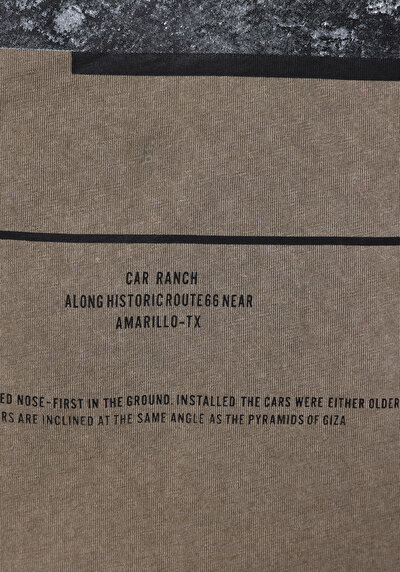 CAR RANCH
ALONG HISTORIC ROUTE 66 NEAR
AMARILLO-TX
ED NOSE-FIRST IN THE GROUND. INSTALLED THE CARS WERE EITHER OLDER
RS ARE INCLINED AT THE SAME ANGLE AS THE PYRAMIDS OF GIZA